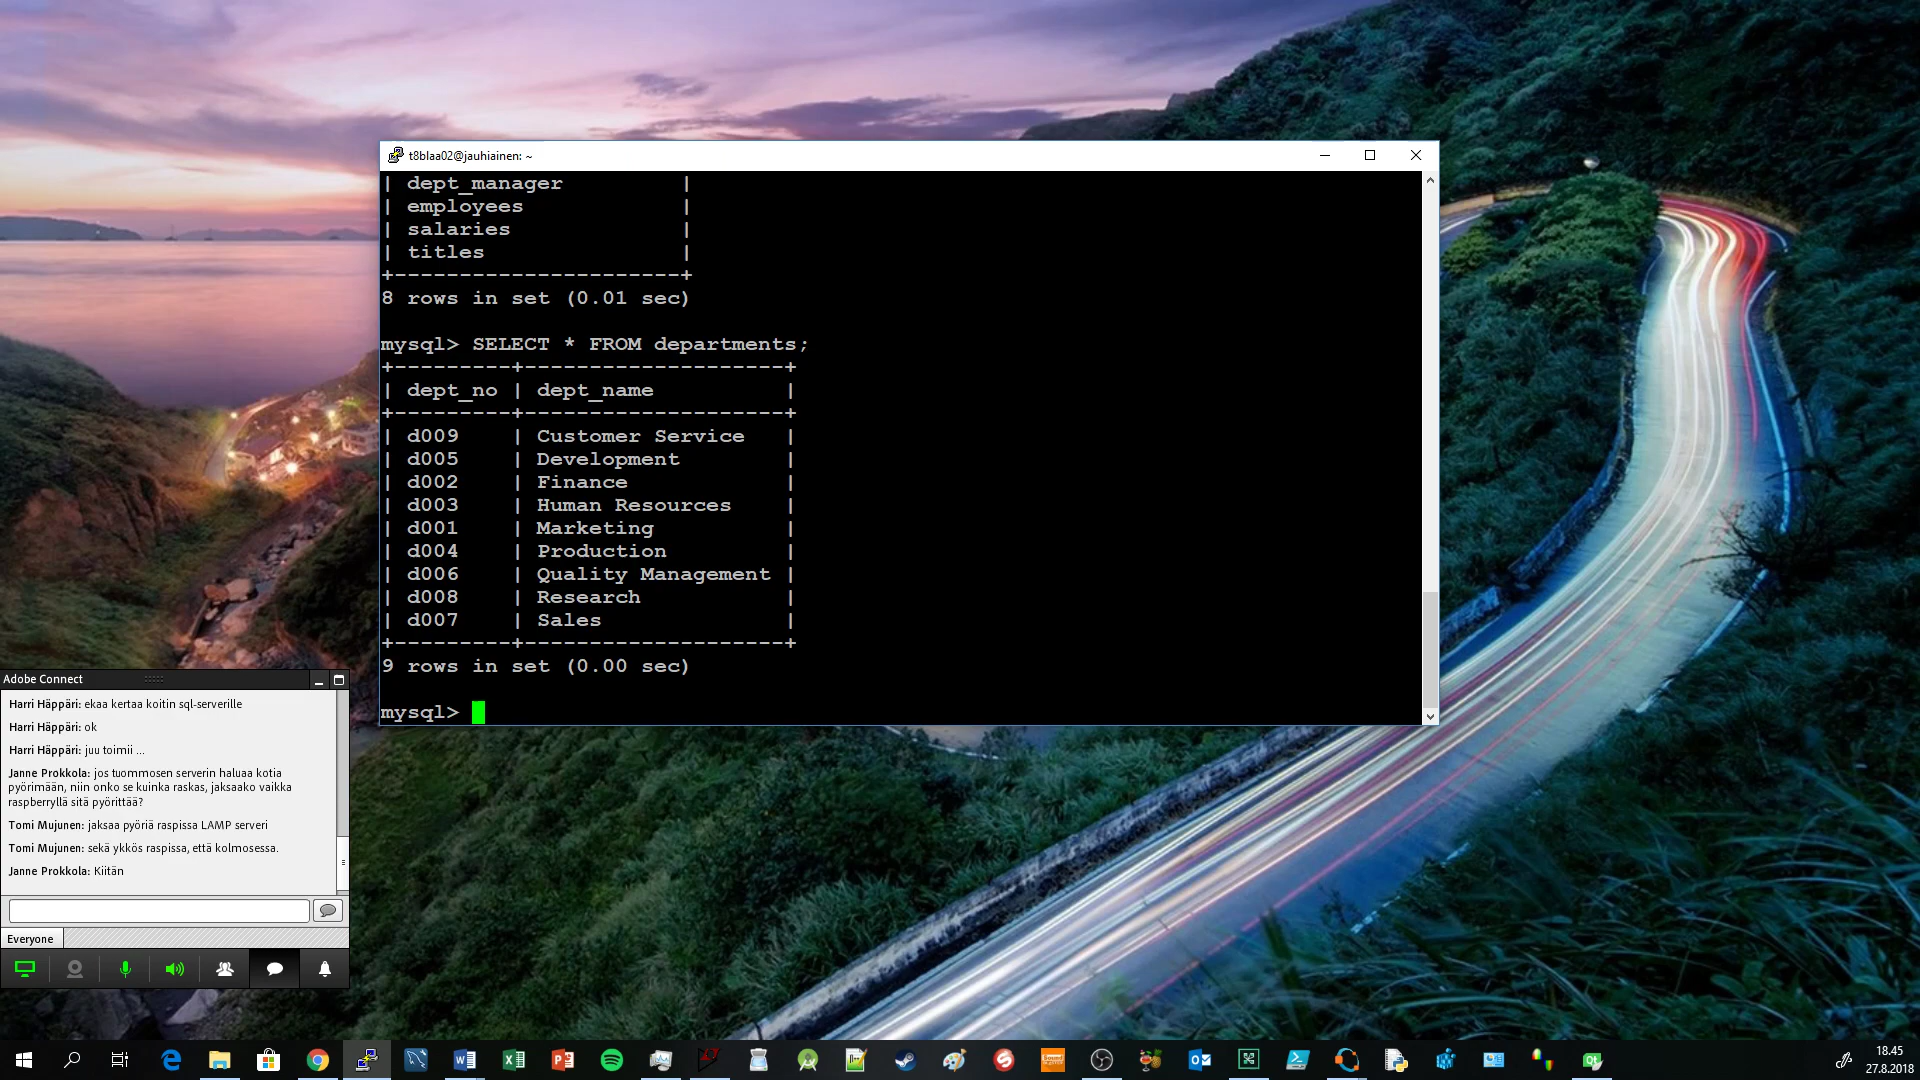 t8blaa02@jauhiainen: ~
| dept_manager         |
| employees            |
| salaries             |
| titles               |
+----------------------+
8 rows in set (0.01 sec)
mysql> SELECT * FROM departments;
+---------+--------------------+
| dept_no | dept_name          |
+---------+--------------------+
| d009    | Customer Service   |
| d005    | Development        |
| d002    | Finance            |
| d003    | Human Resources    |
| d001    | Marketing          |
| d004    | Production         |
| d006    | Quality Management |
| d008    | Research           |
| d007    | Sales              |
+---------+--------------------+
9 rows in set (0.00 sec)
mysql>
Adobe Connect
Harri Häppäri: ekaa kertaa koitin sql-serverille
Harri Häppäri: ok
Harri Häppäri: juu toimii ...
Janne Prokkola: jos tuommosen serverin haluaa kotia
pyörimään, niin onko se kuinka raskas, jaksaako vaikka
raspberryllä sitä pyörittää?
Tomi Mujunen: jaksaa pyöriä raspissa LAMP serveri
Tomi Mujunen: sekä ykkös raspissa, että kolmosessa.
Janne Prokkola: Kiitän
Everyone
18.45
27.8.2018